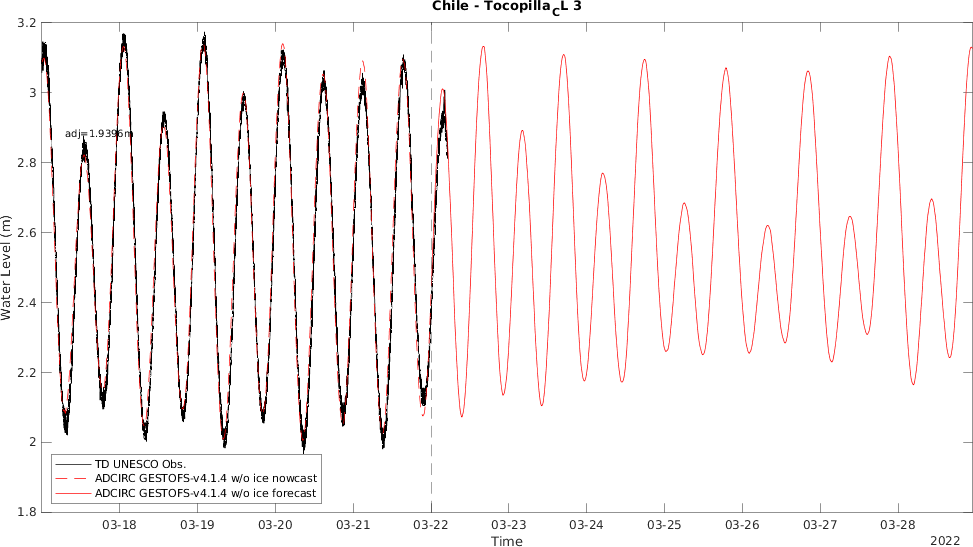 Chile - Tocopilla_CL 3
3.2
3
2.8
2.6
2.4
2.2
2
1.8
Water Level (m)
adj=1.9396m
TD UNESCO Obs.
ADCIRC GESTOFS-v4.1.4 w/o ice nowcast
ADCIRC GESTOFS-v4.1.4 w/o ice forecast
03-18 03-19 03-20 03-21 03-22 03-23 03-24 03-25 03-26 03-27 03-28
Time
2022